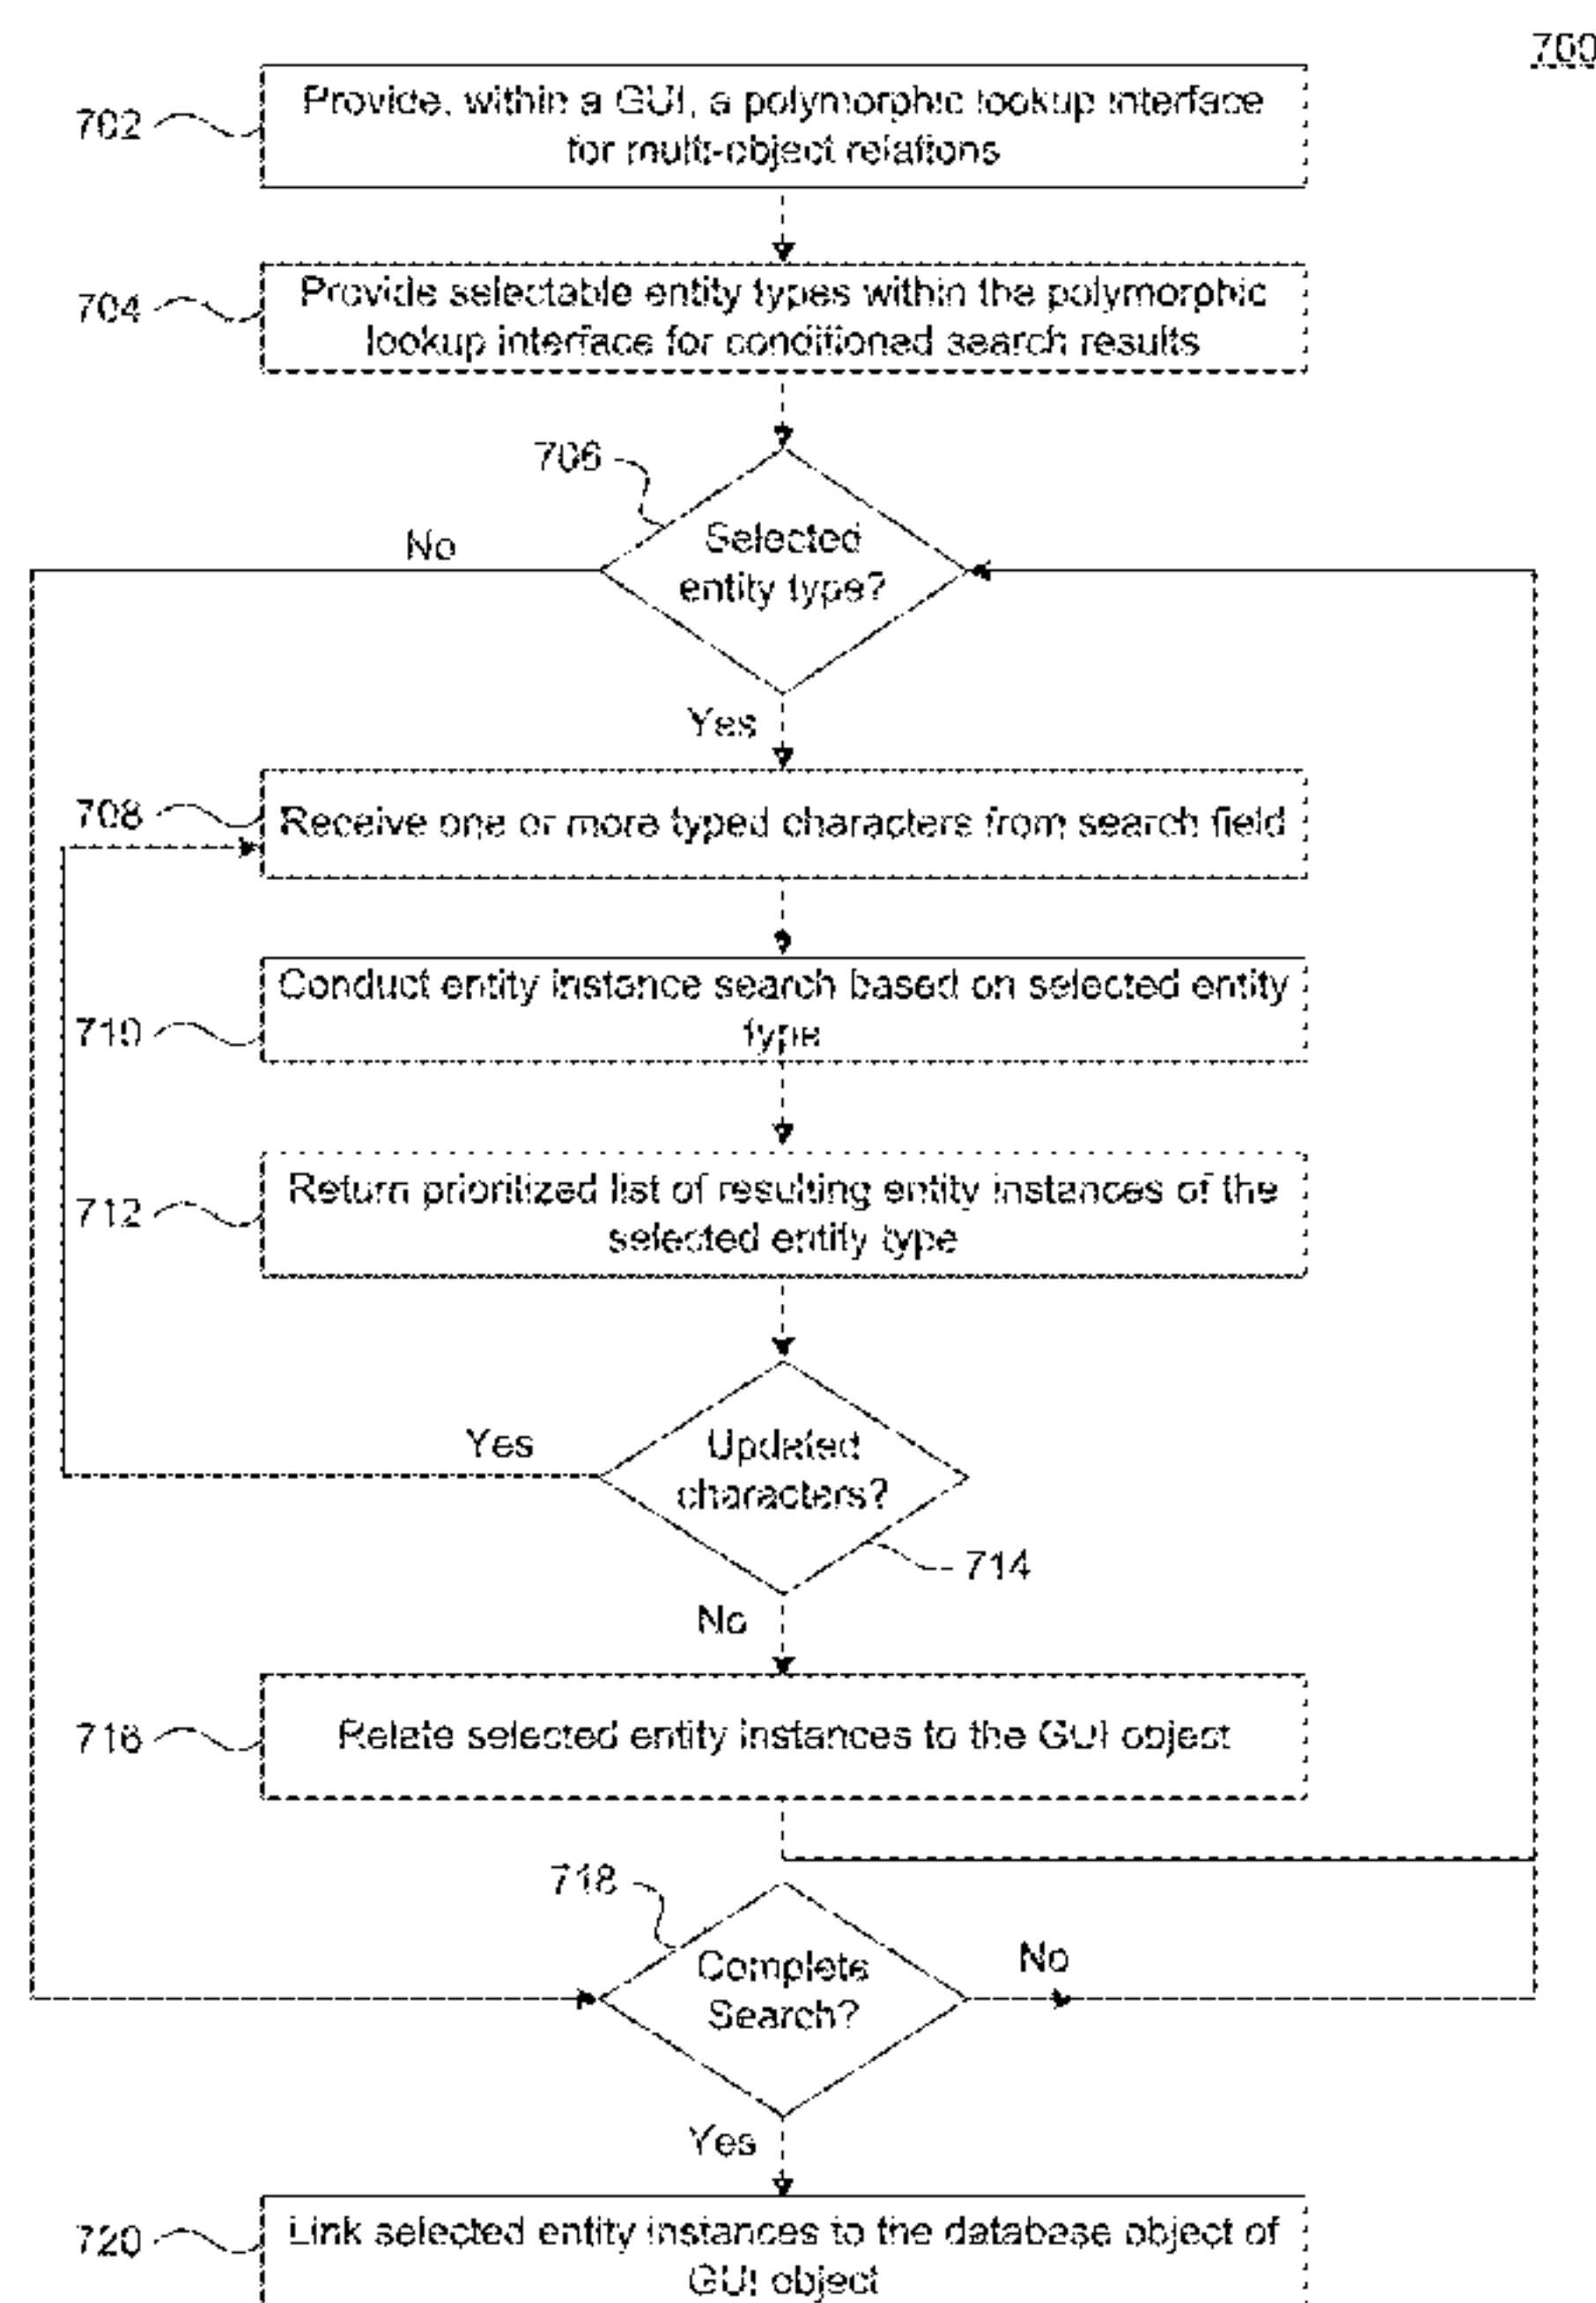 700
702
Provide, within a GUI, a polymorphic lookup interface
for multi-object relations
704
Provide selectable entity types within the polymorphic
lookup interface for conditioned search results
706
Selected
entity type?
No
Yes
708
Receive one or more typed characters from search field
710
Conduct entity instance search based on selected entity
type
712
Return prioritized list of resulting entity instances of the
selected entity type
Updated
characters?
Yes
714
No
716
Relate selected entity instances to the GUI object
718
Complete
Search?
No
Yes
720
Link selected entity instances to the database object of
GUI object